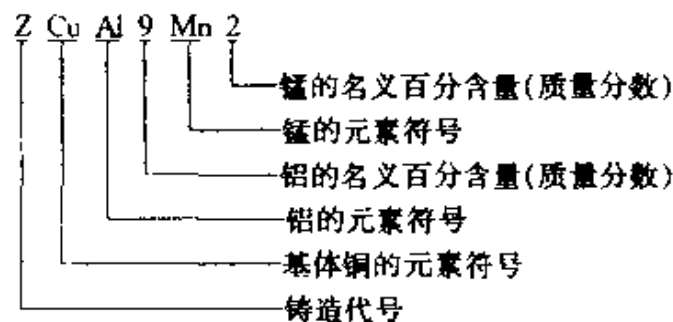 Z Cu Al 9 Mn 2
锰的名义百分含量(质量分数)
锰的元素符号
铝的名义百分含量(质量分数)
铝的元素符号
基体铜的元素符号
铸造代号